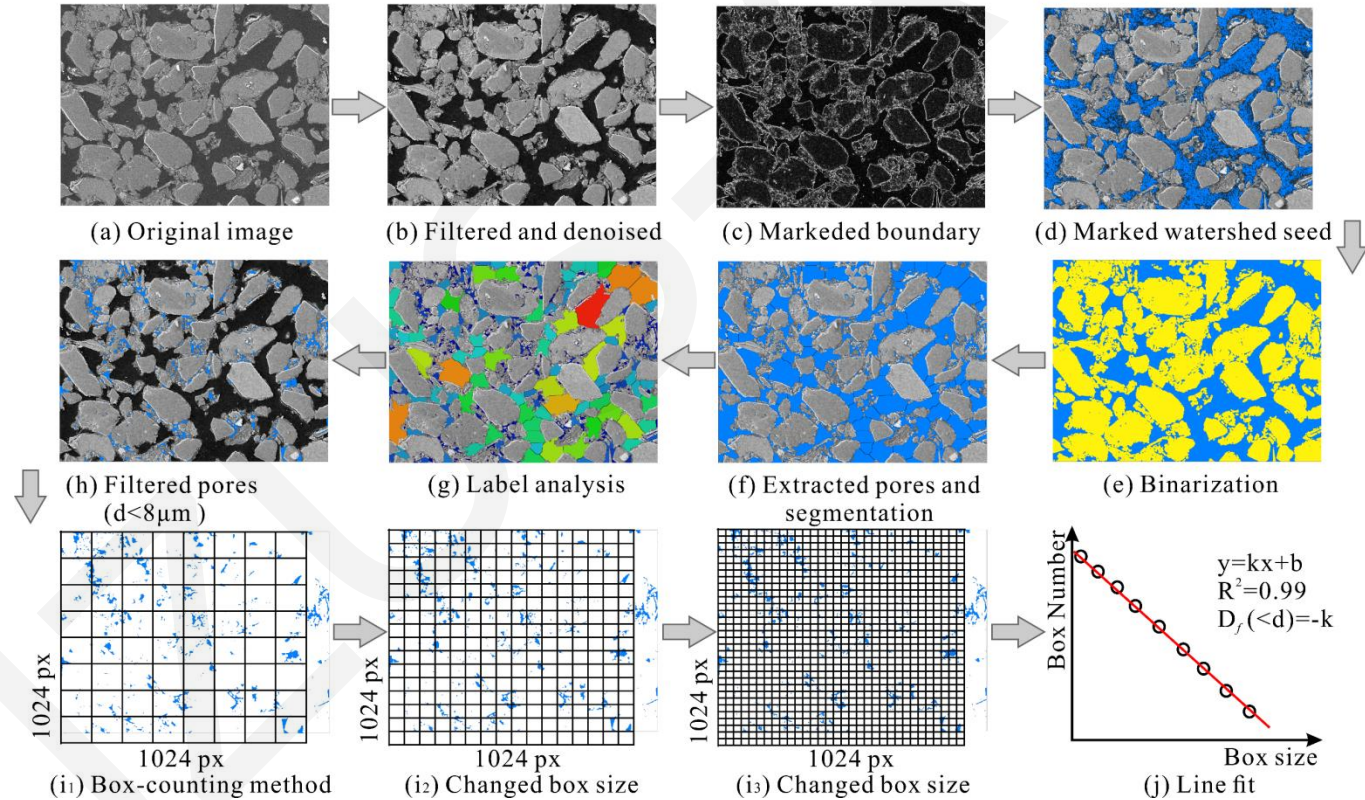 (a) Original image
(b) Filtered and denoised
(c) Markeded boundary
(d) Marked watershed seed
(h) Filtered pores
(d<8μm )
(g) Label analysis
(f) Extracted pores and
segmentation
(e) Binarization
1024 px
1024 px
(i₁) Box-counting method
1024 px
1024 px
(i₂) Changed box size
1024 px
1024 px
(i₃) Changed box size
Box Number
y=kx+b
R²=0.99
D_f (<d)=-k
Box size
(j) Line fit